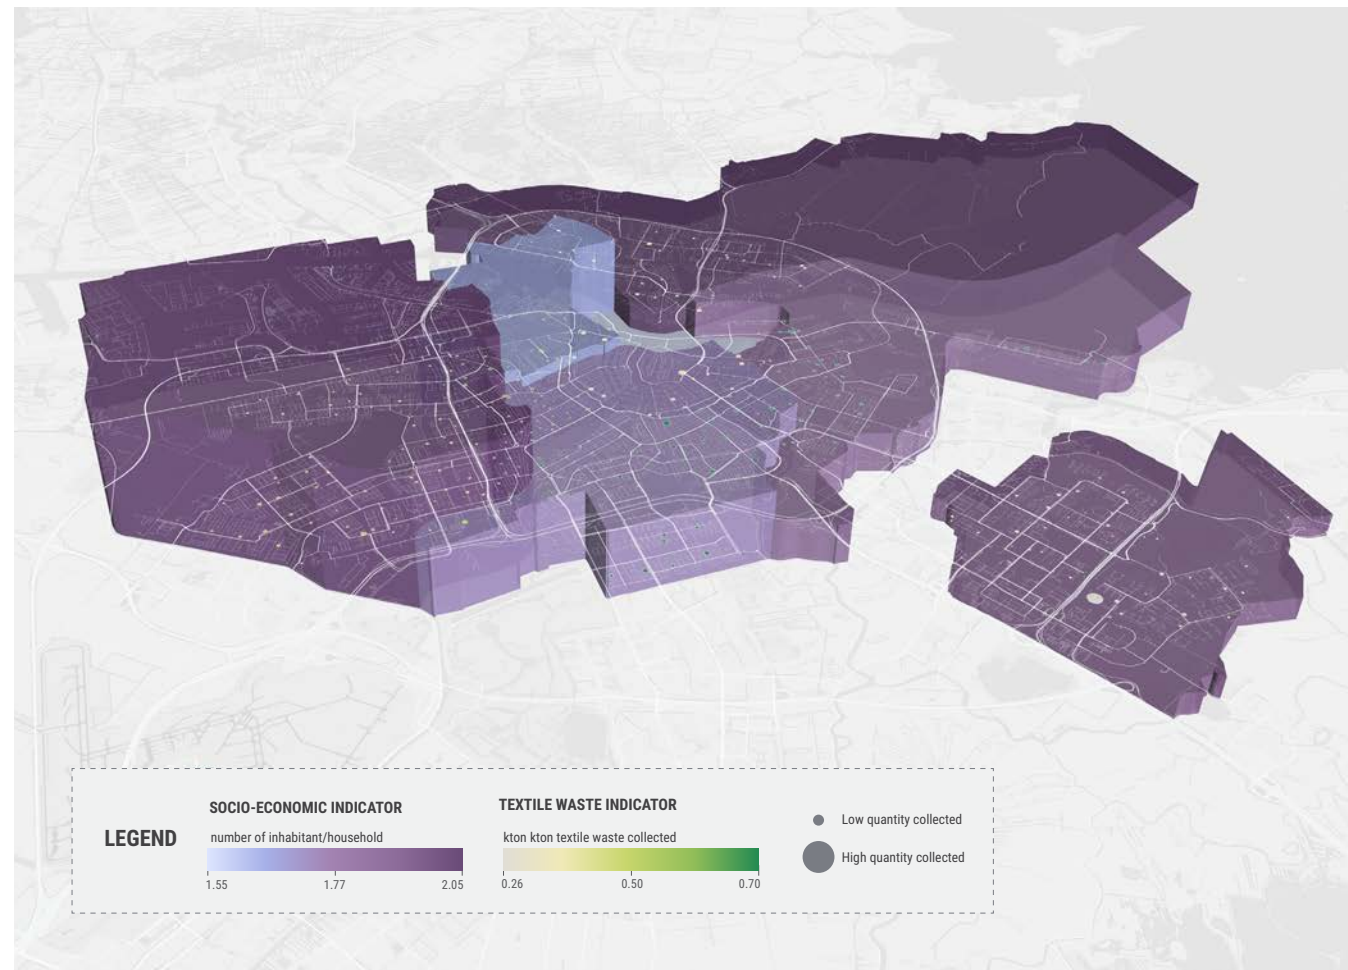 LEGEND
SOCIO-ECONOMIC INDICATOR
number of inhabitant/household
1.55 1.77 2.05
TEXTILE WASTE INDICATOR
kton kton textile waste collected
0.26 0.50 0.70
Low quantity collected
High quantity collected